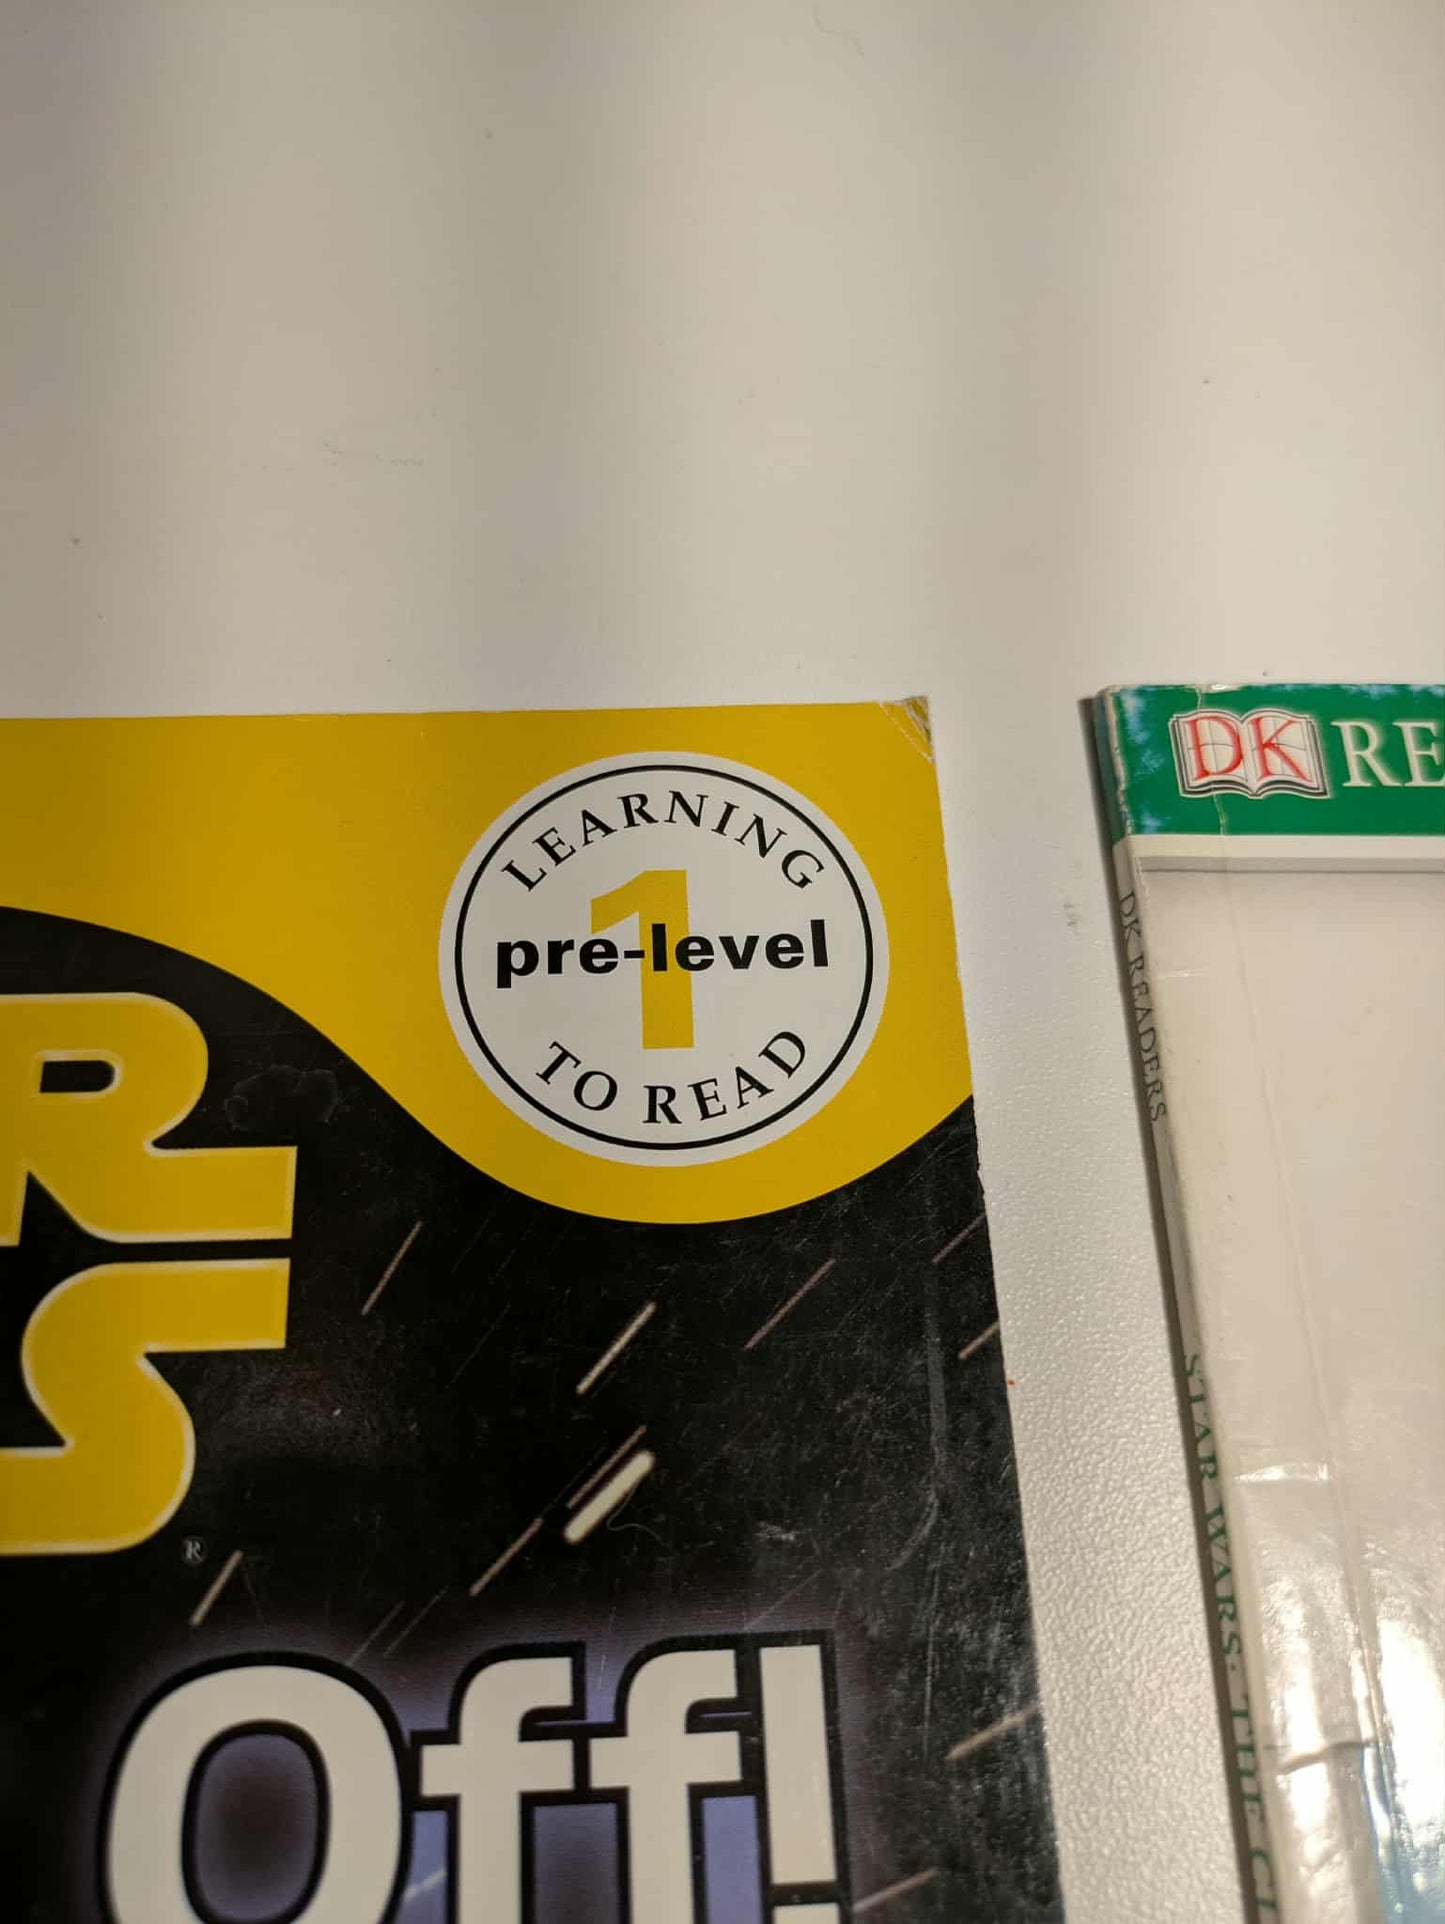 LEARNING
1
pre-level
TO READ
R
S
®
Off!
DK RE
DK READERS
STAR WARS: THE